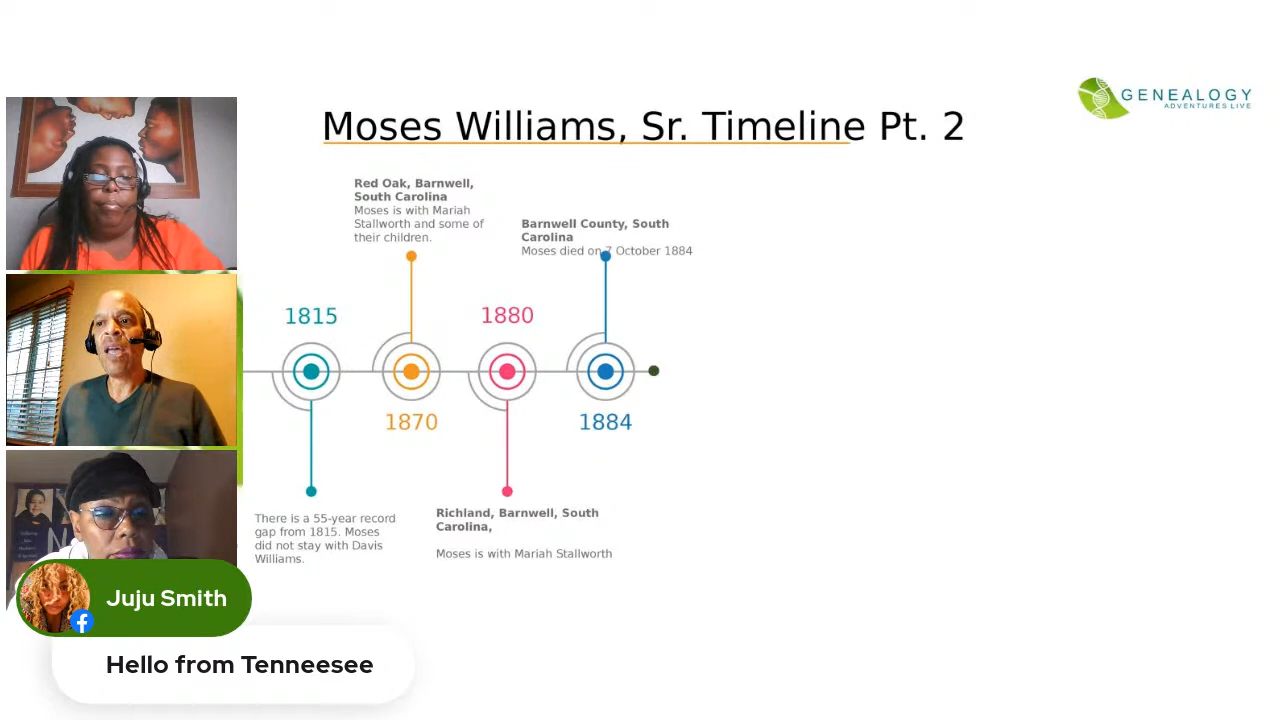 GENEALOGY
ADVENTURES LIVE
Moses Williams, Sr. Timeline Pt. 2
Red Oak, Barnwell,
South Carolina
Moses is with Mariah
Stallworth and some of
their children.
Barnwell County, South
Carolina
Moses died on 7 October 1884
1815
1880
1870
1884
There is a 55-year record
gap from 1815. Moses
did not stay with Davis
Williams.
Richland, Barnwell, South
Carolina,
Moses is with Mariah Stallworth
Juju Smith
Hello from Tenneesee